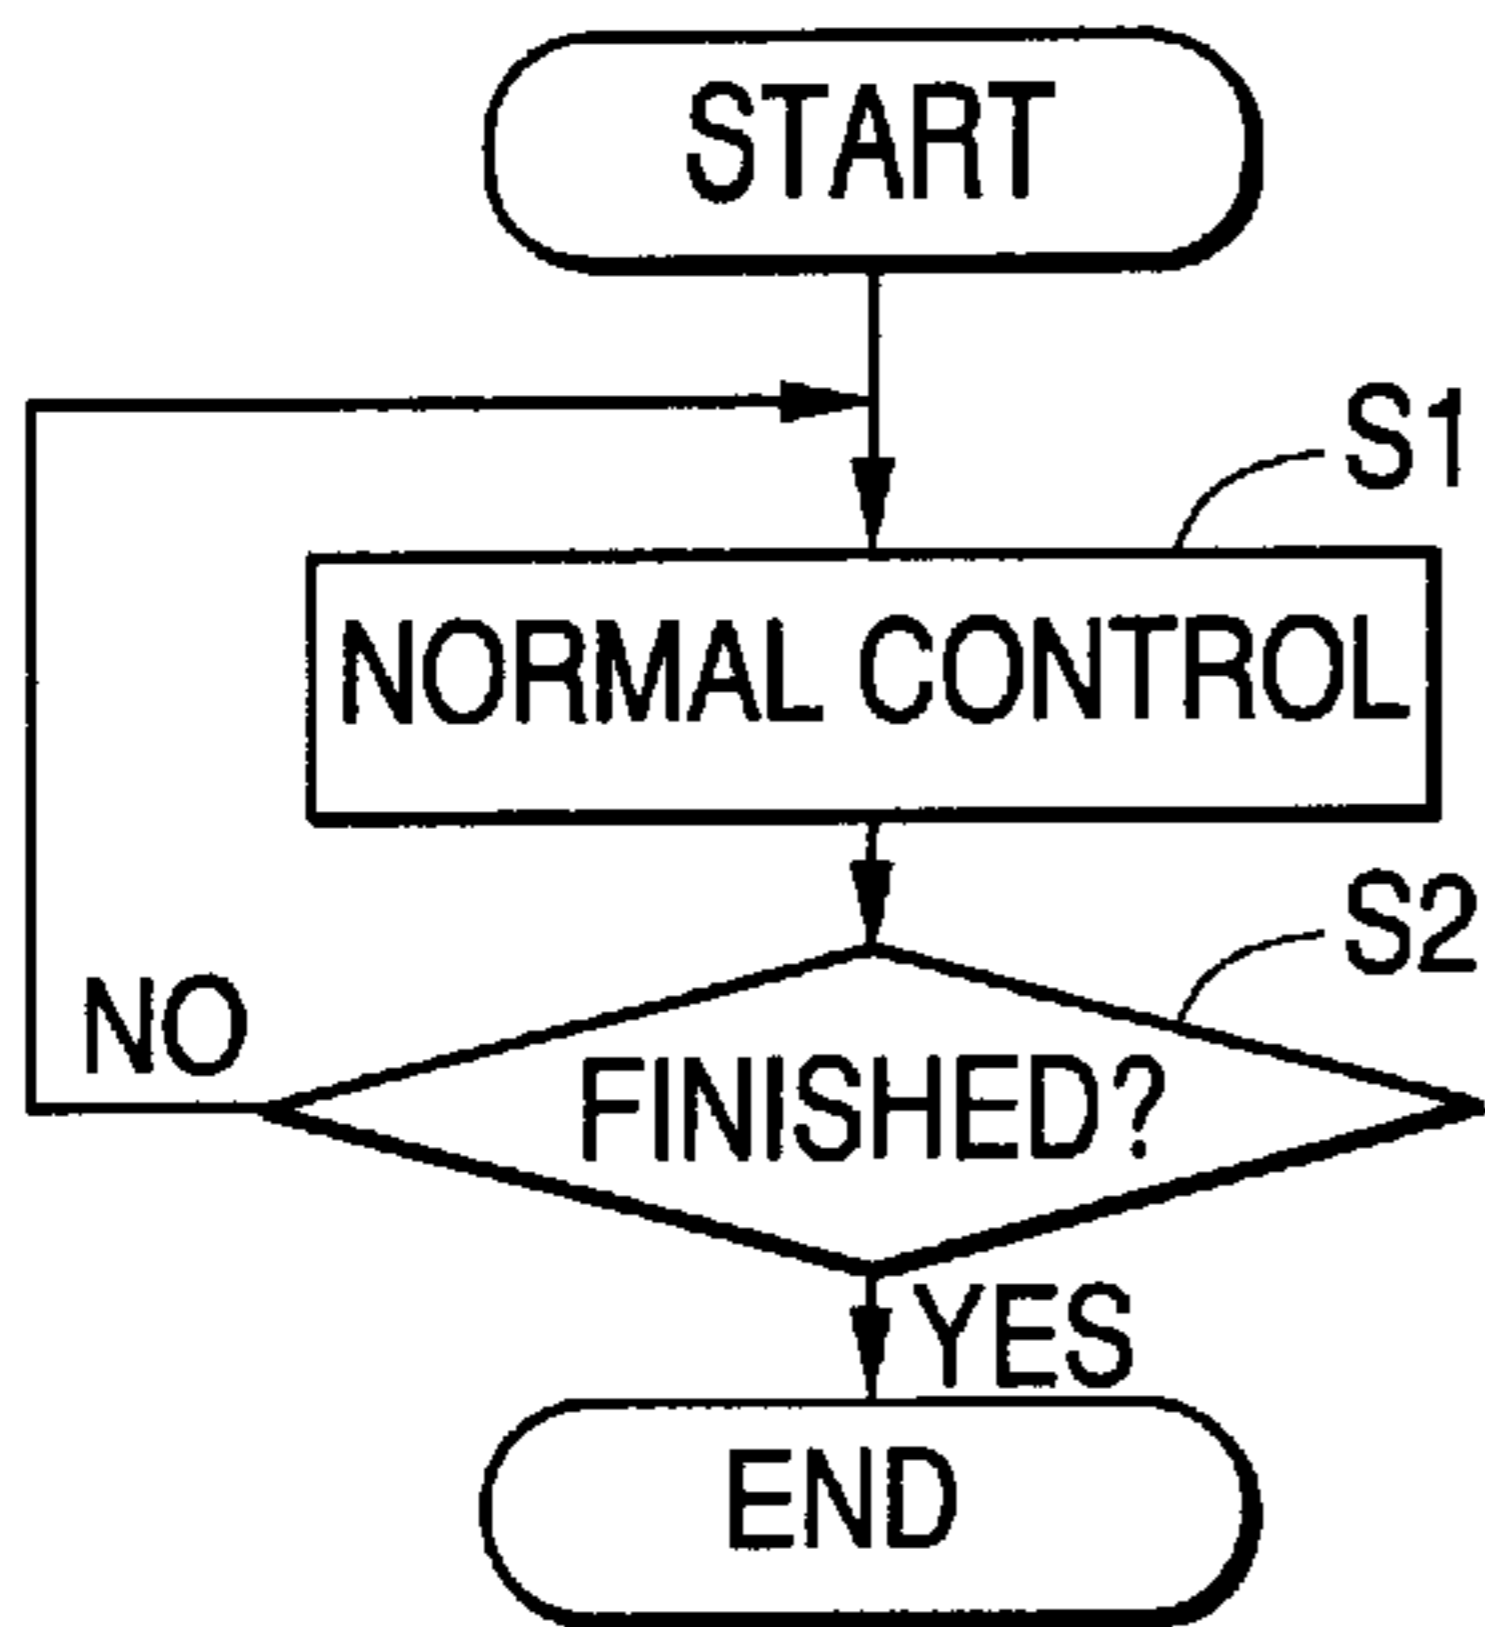 START
S1
NORMAL CONTROL
S2
NO
FINISHED?
YES
END